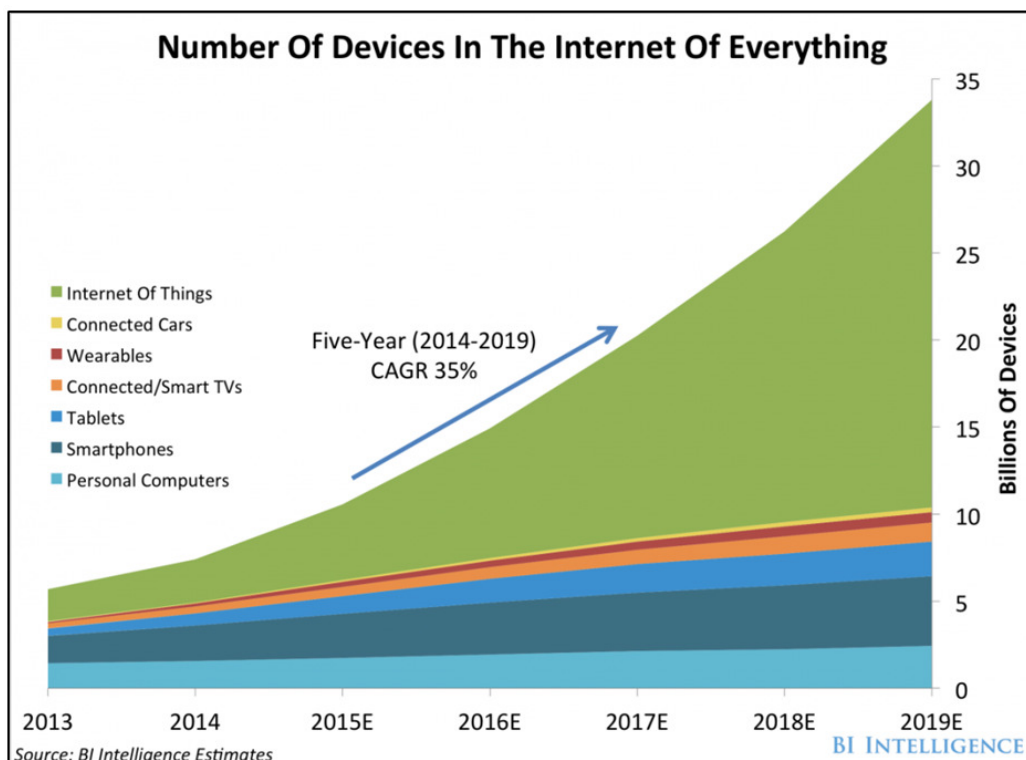 Number Of Devices In The Internet Of Everything
35
30
25
20
15
10
5
0
Billions Of Devices
Internet Of Things
Connected Cars
Wearables
Connected/Smart TVs
Tablets
Smartphones
Personal Computers
Five-Year (2014-2019)
CAGR 35%
2013 2014 2015E 2016E 2017E 2018E 2019E
Source: BI Intelligence Estimates
BI INTELLIGENCE